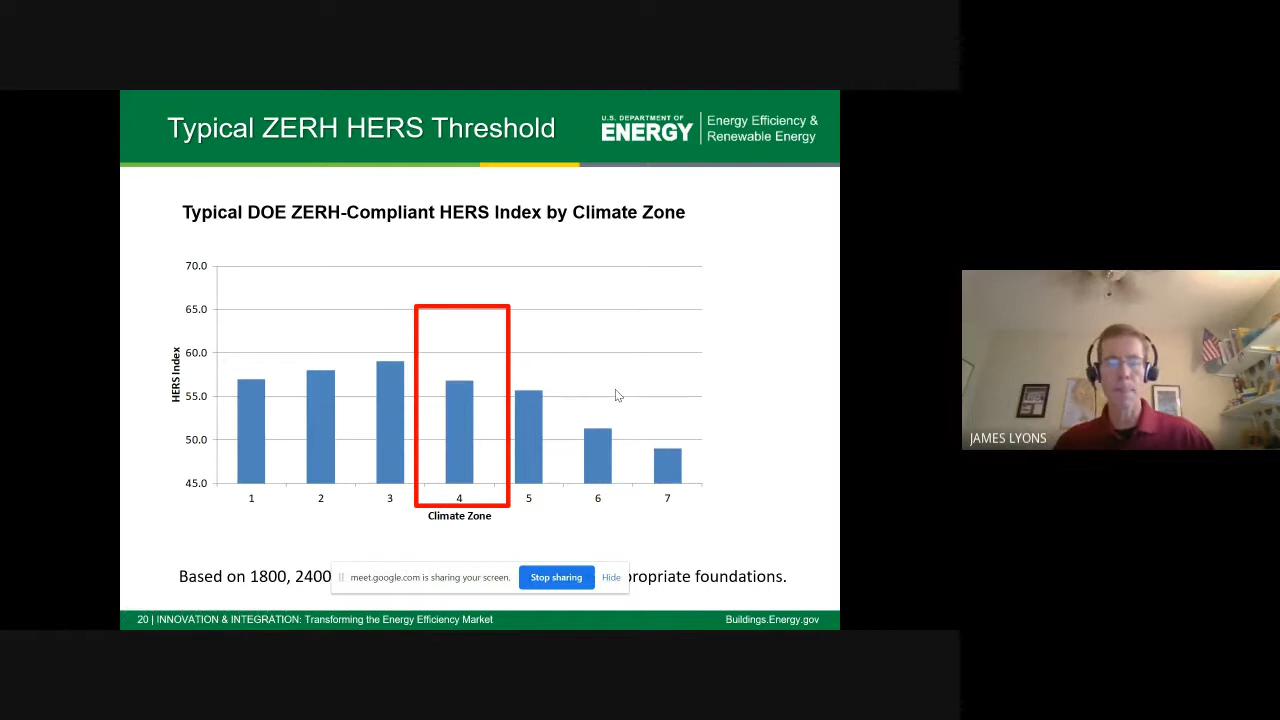 Typical ZERH HERS Threshold
U.S. DEPARTMENT OF
ENERGY
Energy Efficiency &
Renewable Energy
Typical DOE ZERH-Compliant HERS Index by Climate Zone
70.0
65.0
60.0
55.0
50.0
45.0
HERS Index
1 2 3 4 5 6 7
Climate Zone
Based on 1800, 2400
propriate foundations.
meet.google.com is sharing your screen.
Stop sharing
Hide
20 | INNOVATION & INTEGRATION: Transforming the Energy Efficiency Market
Buildings.Energy.gov
JAMES LYONS